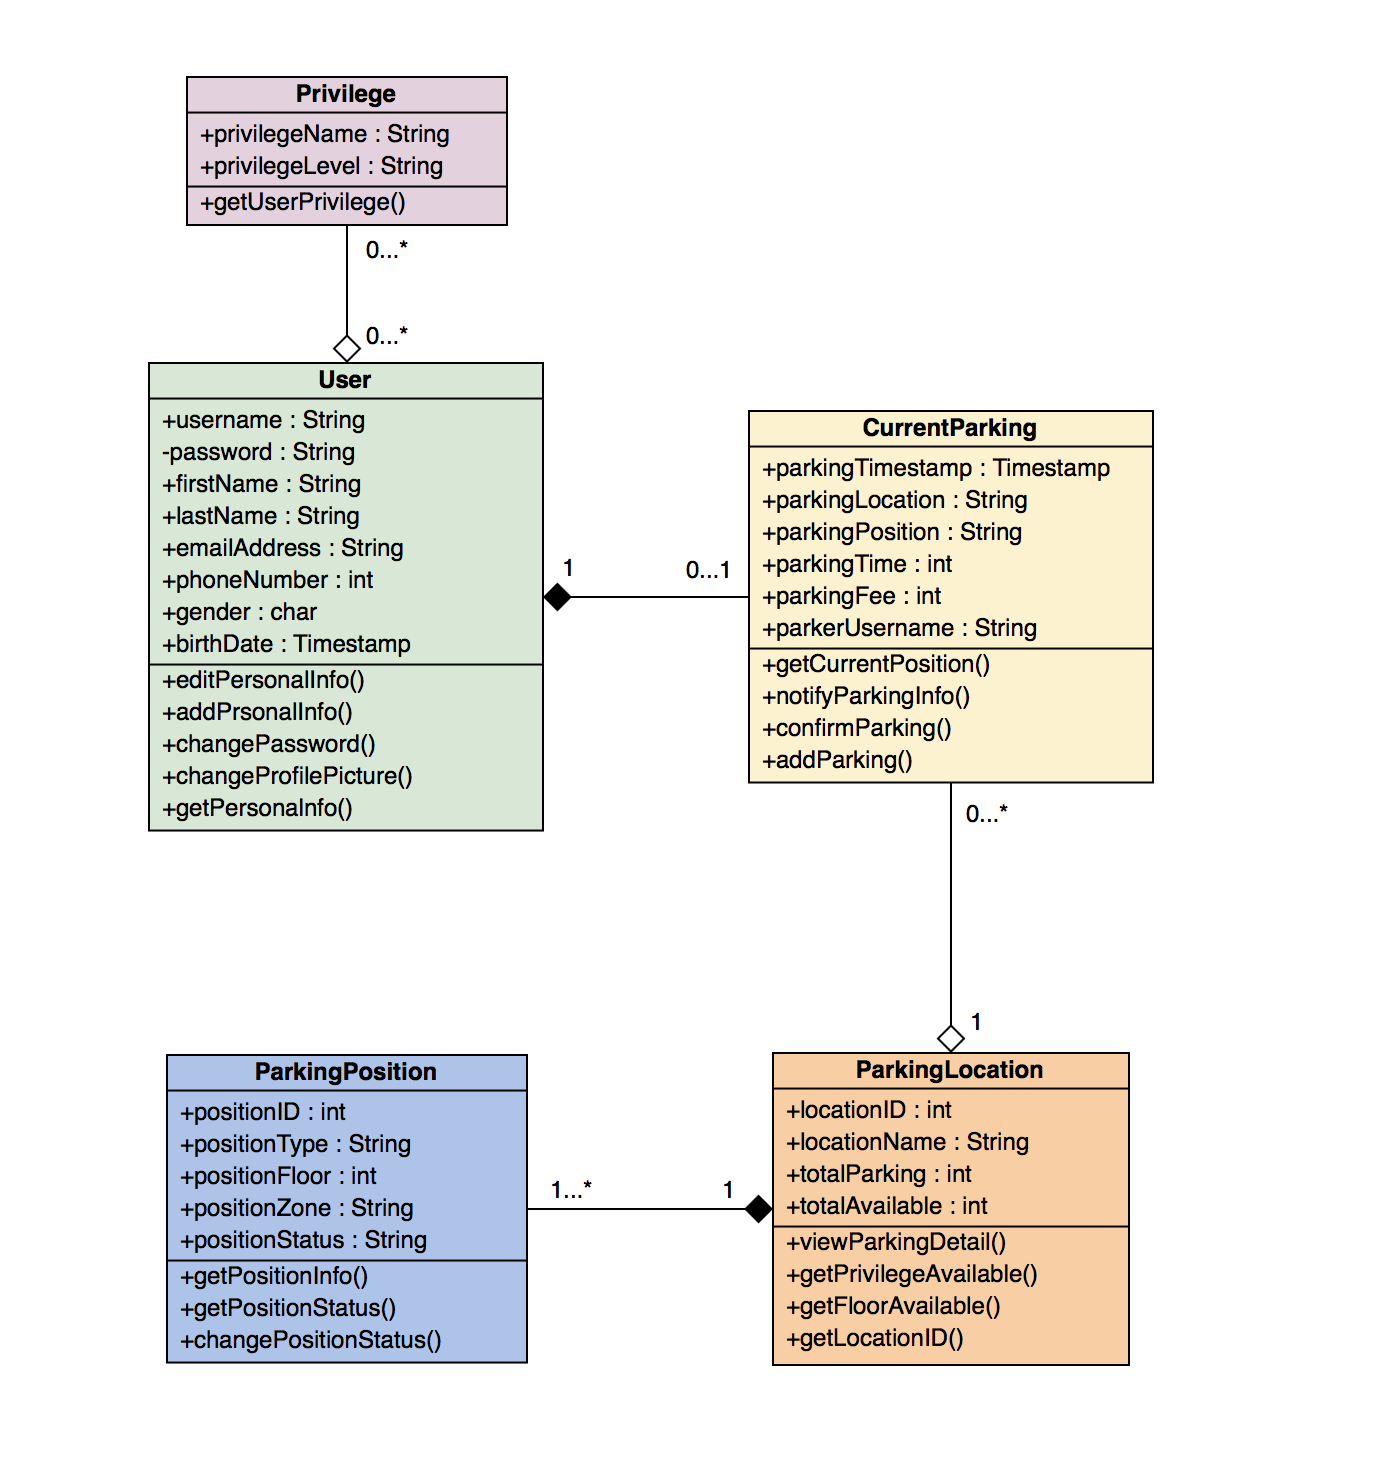 Privilege
+privilegeName : String
+privilegeLevel : String
+getUserPrivilege()
0...*
0...*
User
+username : String
-password : String
+firstName : String
+lastName : String
+emailAddress : String
+phoneNumber : int
+gender : char
+birthDate : Timestamp
+editPersonalInfo()
+addPrsonalInfo()
+changePassword()
+changeProfilePicture()
+getPersonaInfo()
1
0...1
CurrentParking
+parkingTimestamp : Timestamp
+parkingLocation : String
+parkingPosition : String
+parkingTime : int
+parkingFee : int
+parkerUsername : String
+getCurrentPosition()
+notifyParkingInfo()
+confirmParking()
+addParking()
0...*
1
ParkingPosition
+positionID : int
+positionType : String
+positionFloor : int
+positionZone : String
+positionStatus : String
+getPositionInfo()
+getPositionStatus()
+changePositionStatus()
1...*
1
ParkingLocation
+locationID : int
+locationName : String
+totalParking : int
+totalAvailable : int
+viewParkingDetail()
+getPrivilegeAvailable()
+getFloorAvailable()
+getLocationID()